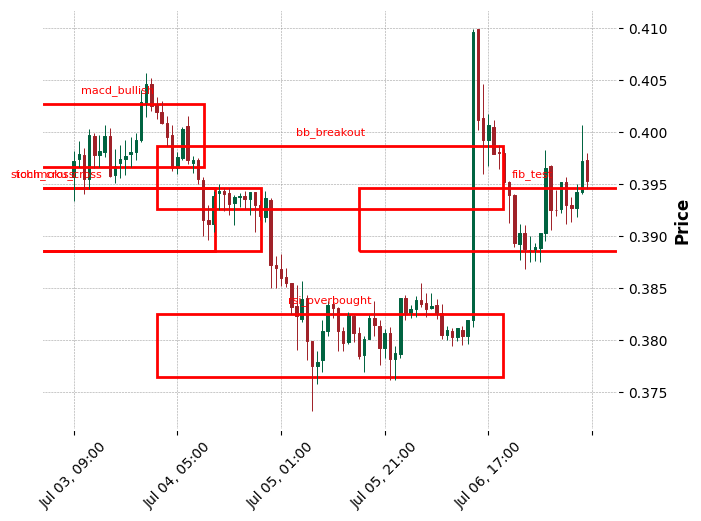 0.410
0.405
macd_bullish
0.400
bb_breakout
fib_test
0.395
0.390
Price
0.385
rsi_overbought
0.380
0.375
Jul 03, 09:00
Jul 04, 05:00
Jul 05, 01:00
Jul 05, 21:00
Jul 06, 17:00